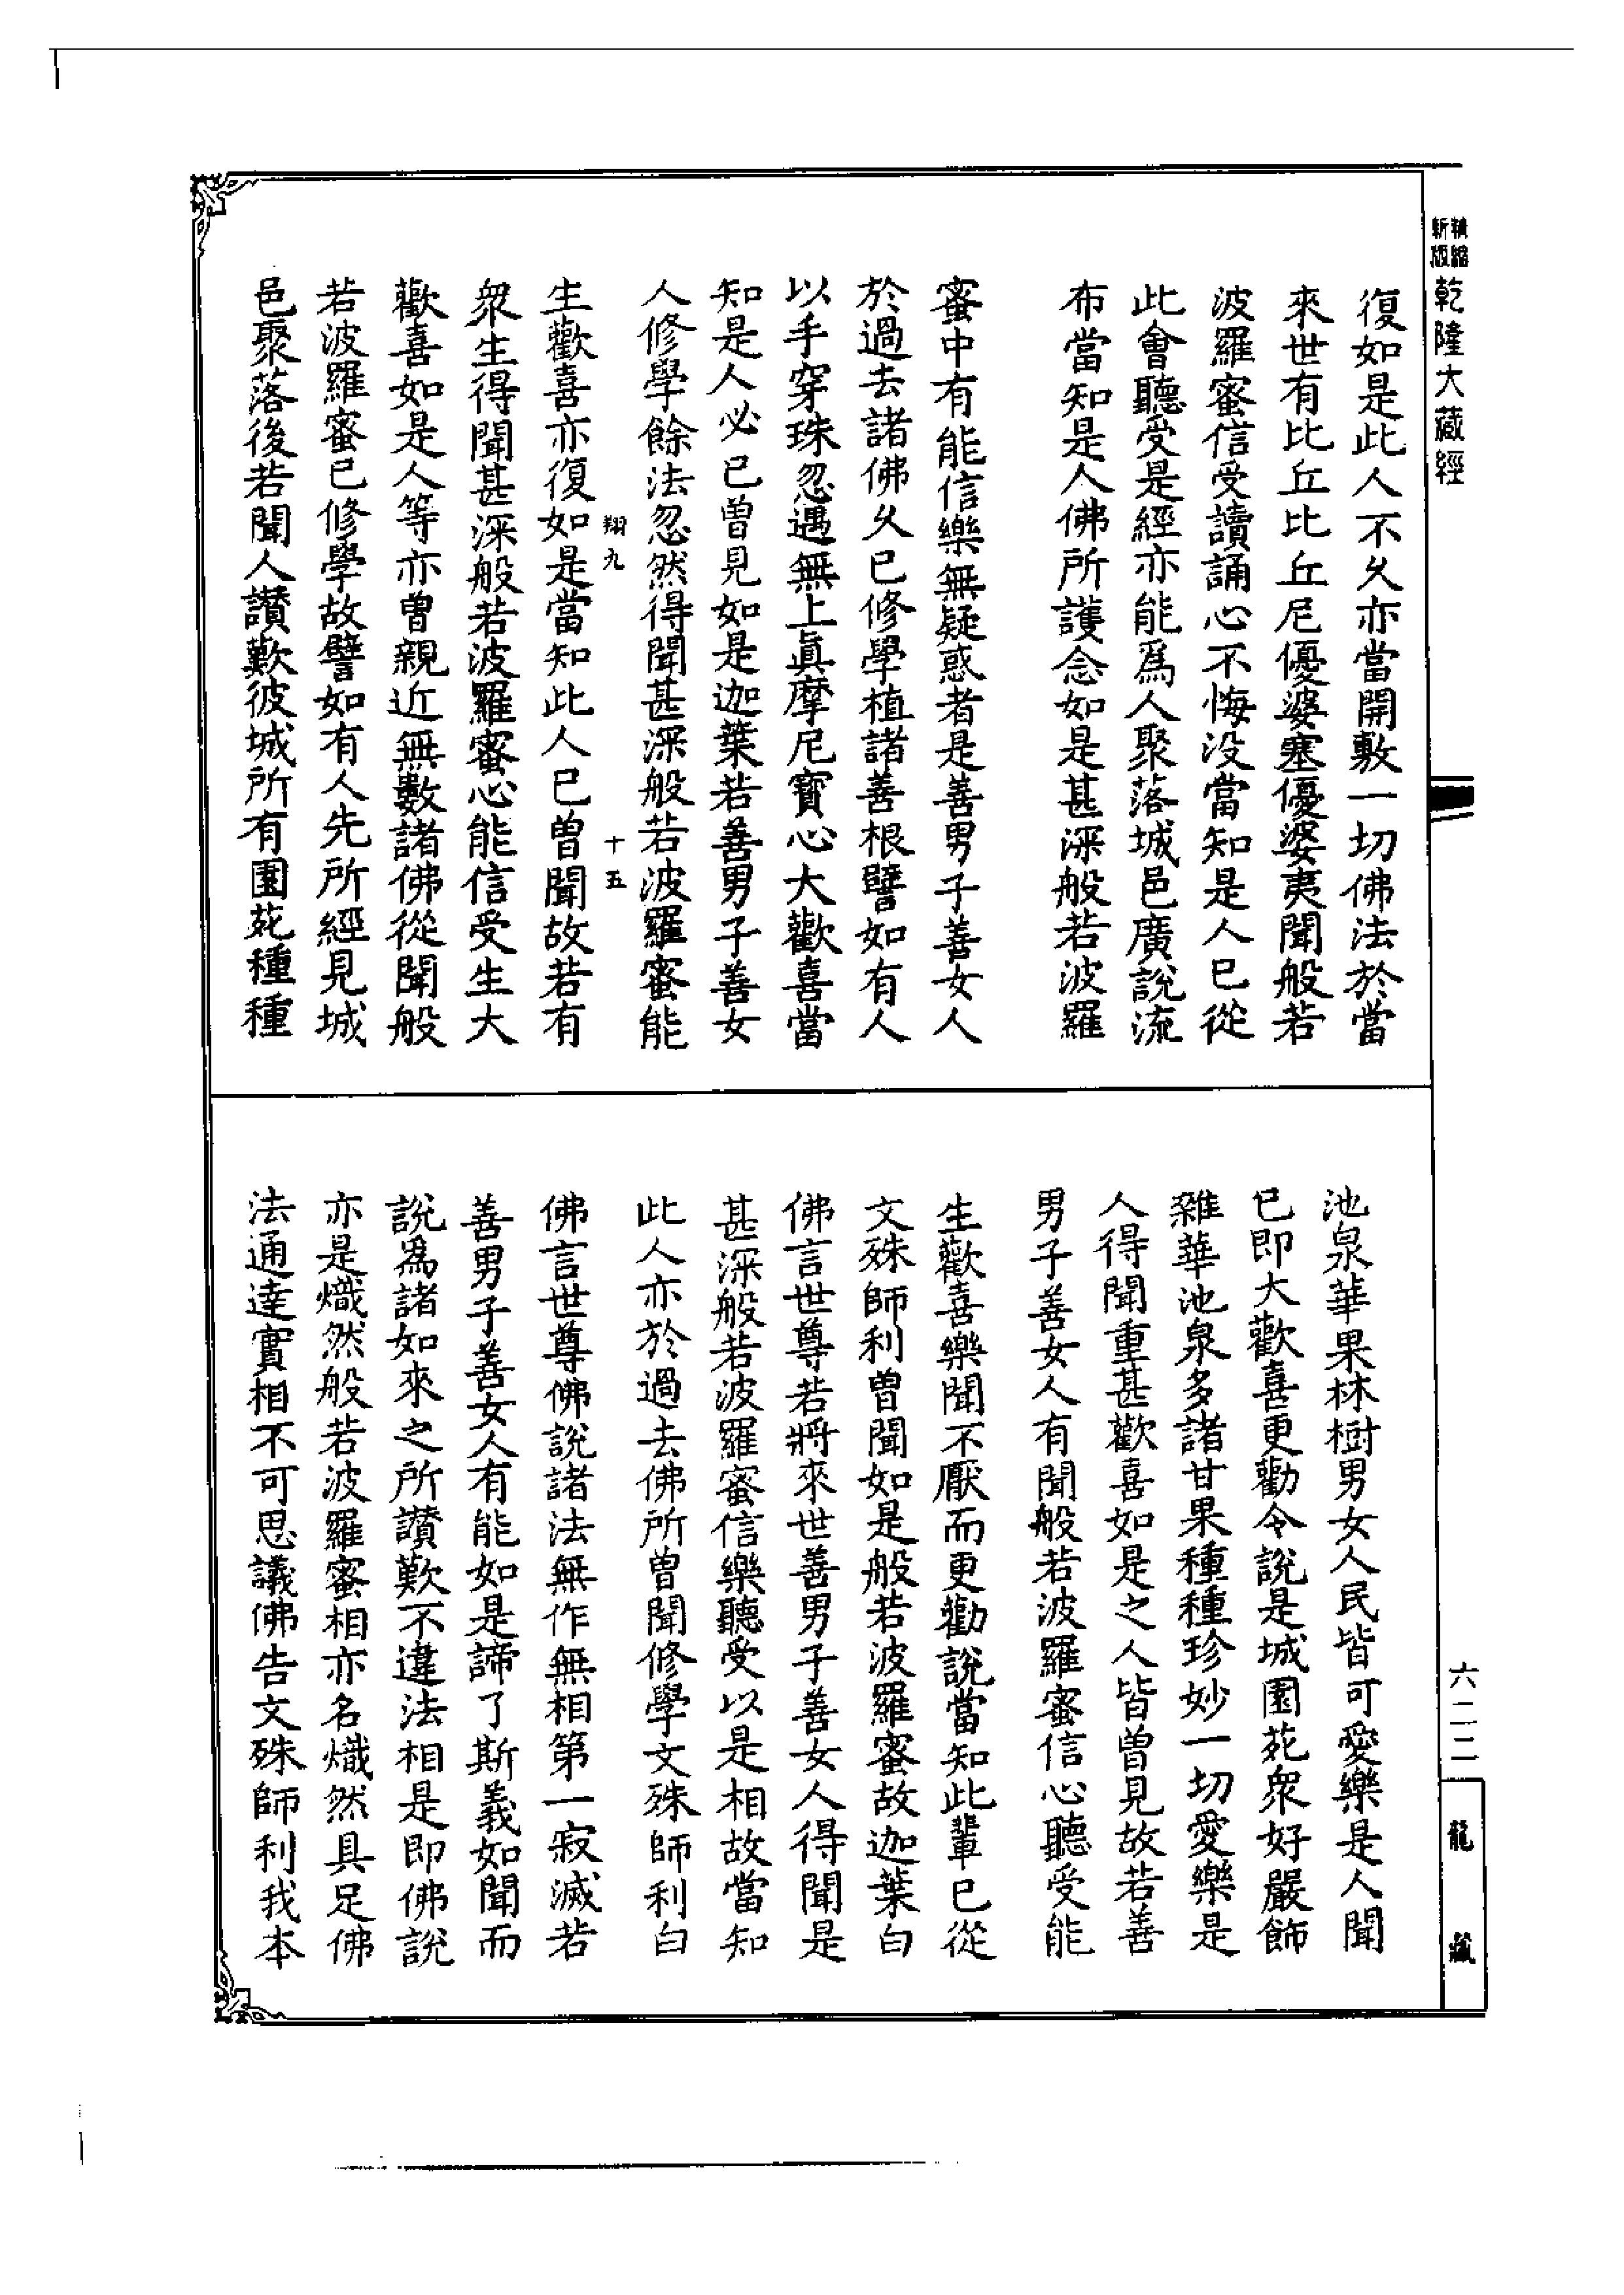 精縮新版乾隆大藏經
復如是此人不久亦當開敷一切佛法於當
來世有比丘比丘尼優婆塞優婆夷聞般若
波羅蜜信受讀誦心不悔没當知是人已從
此會聽受是經亦能爲人聚落城邑廣說流
布當知是人佛所護念如是甚深般若波羅
蜜中有能信樂無疑惑者是善男子善女人
於過去諸佛久已修學植諸善根譬如有人
以手穿珠忽遇無上眞摩尼寶心大歡喜當
知是人必已曾見如是迦葉若善男子善女
人修學餘法忽然得聞甚深般若波羅蜜能
翔九 十五
生歡喜亦復如是當知此人已曾聞故若有
衆生得聞甚深般若波羅蜜心能信受生大
歡喜如是人等亦曾親近無數諸佛從聞般
若波羅蜜已修學故譬如有人先所經見城
邑聚落後若聞人讚歎彼城所有園苑種種
池泉華果林樹男女人民皆可愛樂是人聞
已即大歡喜更勸令說是城園苑衆好嚴飾
雜華池泉多諸甘果種種珍妙一切愛樂是
人得聞重甚歡喜如是之人皆曾見故若善
男子善女人有聞般若波羅蜜信心聽受能
生歡喜樂聞不厭而更勸說當知此輩已從
文殊師利曾聞如是般若波羅蜜故迦葉白
佛言世尊若將來世善男子善女人得聞是
甚深般若波羅蜜信樂聽受以是相故當知
此人亦於過去佛所曾聞修學文殊師利白
佛言世尊佛說諸法無作無相第一寂滅若
善男子善女人有能如是諦了斯義如聞而
說爲諸如來之所讚歎不違法相是即佛說
亦是熾然般若波羅蜜相亦名熾然具足佛
法通達實相不可思議佛告文殊師利我本
六二二
龍藏